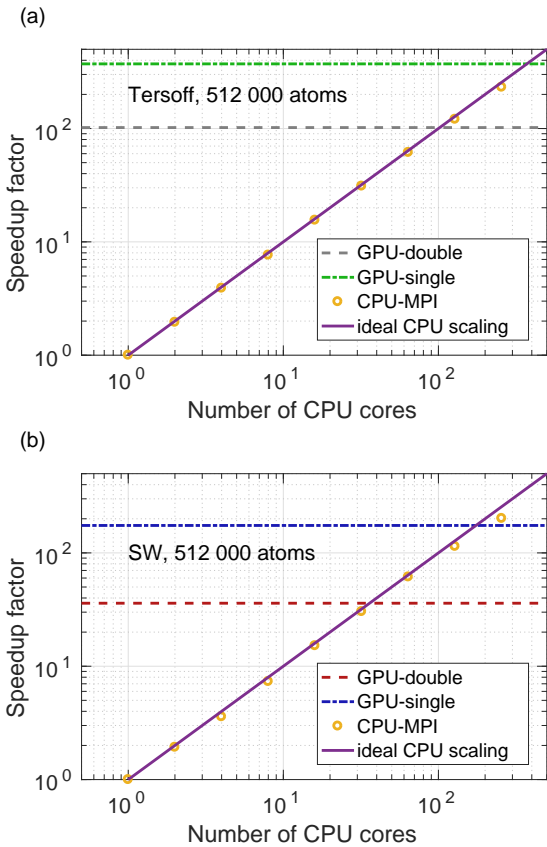 (a)
Tersoff, 512 000 atoms
Speedup factor
10^2
10^1
10^0
GPU-double
GPU-single
CPU-MPI
ideal CPU scaling
10^0 10^1 10^2
Number of CPU cores
(b)
SW, 512 000 atoms
Speedup factor
10^2
10^1
10^0
GPU-double
GPU-single
CPU-MPI
ideal CPU scaling
10^0 10^1 10^2
Number of CPU cores